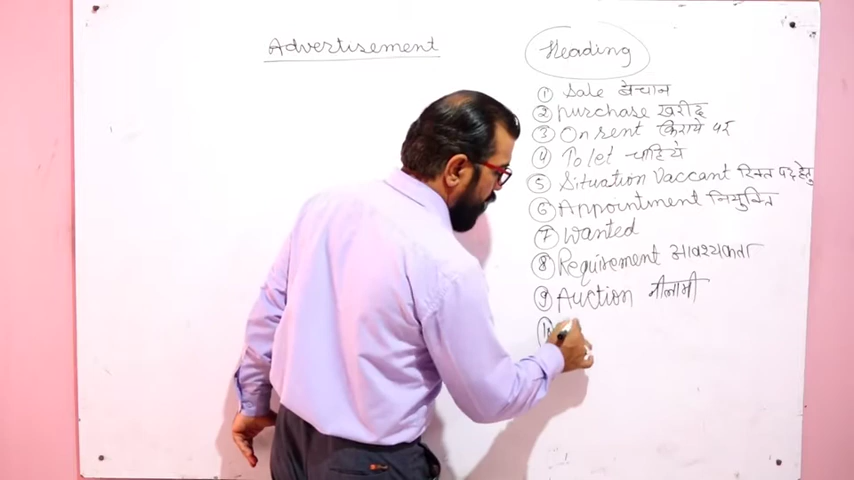 Advertisement
Heading
① Sale बेचान
② purchase खरीद
③ On rent किराये पर
④ To let चाहिये
⑤ Situation Vaccant रिक्त पद हेतु
⑥ Appointment नियुक्ति
⑦ Wanted
⑧ Requirement आवश्यकता
⑨ Auction नीलामी